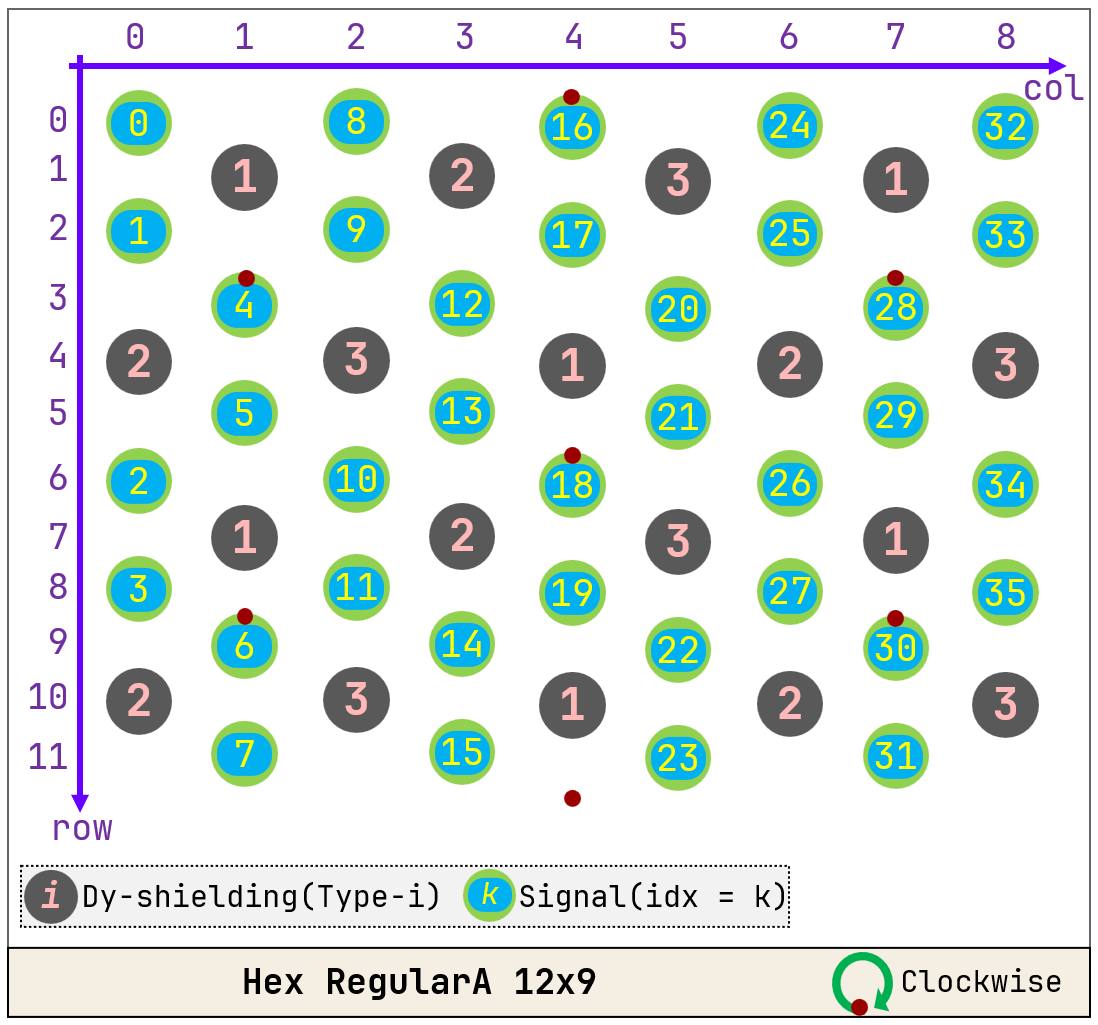 0 1 2 3 4 5 6 7 8
col
0 0 8 16 24 32
1 1 2 3 1
2 1 9 17 25 33
3 4 12 20 28
4 2 3 1 2 3
5 5 13 21 29
6 2 10 18 26 34
7 1 2 3 1
8 3 11 19 27 35
9 6 14 22 30
10 2 3 1 2 3
11 7 15 23 31
row
i Dy-shielding(Type-i) k Signal(idx = k)
Hex RegularA 12x9 Clockwise